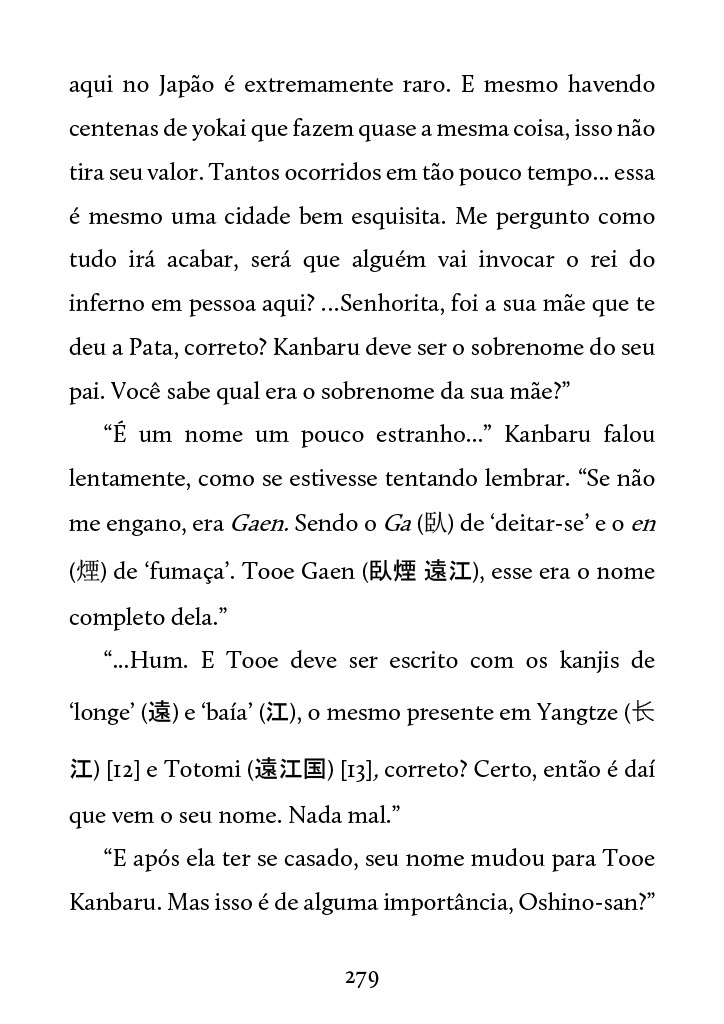 aqui no Japão é extremamente raro. E mesmo havendo
centenas de yokai que fazem quase a mesma coisa, isso não
tira seu valor. Tantos ocorridos em tão pouco tempo... essa
é mesmo uma cidade bem esquisita. Me pergunto como
tudo irá acabar, será que alguém vai invocar o rei do
inferno em pessoa aqui? ...Senhorita, foi a sua mãe que te
deu a Pata, correto? Kanbaru deve ser o sobrenome do seu
pai. Você sabe qual era o sobrenome da sua mãe?”
“É um nome um pouco estranho...” Kanbaru falou
lentamente, como se estivesse tentando lembrar. “Se não
me engano, era Gaen. Sendo o Ga (臥) de ‘deitar-se’ e o en
(煙) de ‘fumaça’. Tooe Gaen (臥煙 遠江), esse era o nome
completo dela.”
“...Hum. E Tooe deve ser escrito com os kanjis de
‘longe’ (遠) e ‘baía’ (江), o mesmo presente em Yangtze (长
江) [12] e Totomi (遠江国) [13], correto? Certo, então é daí
que vem o seu nome. Nada mal.”
“E após ela ter se casado, seu nome mudou para Tooe
Kanbaru. Mas isso é de alguma importância, Oshino-san?”
279